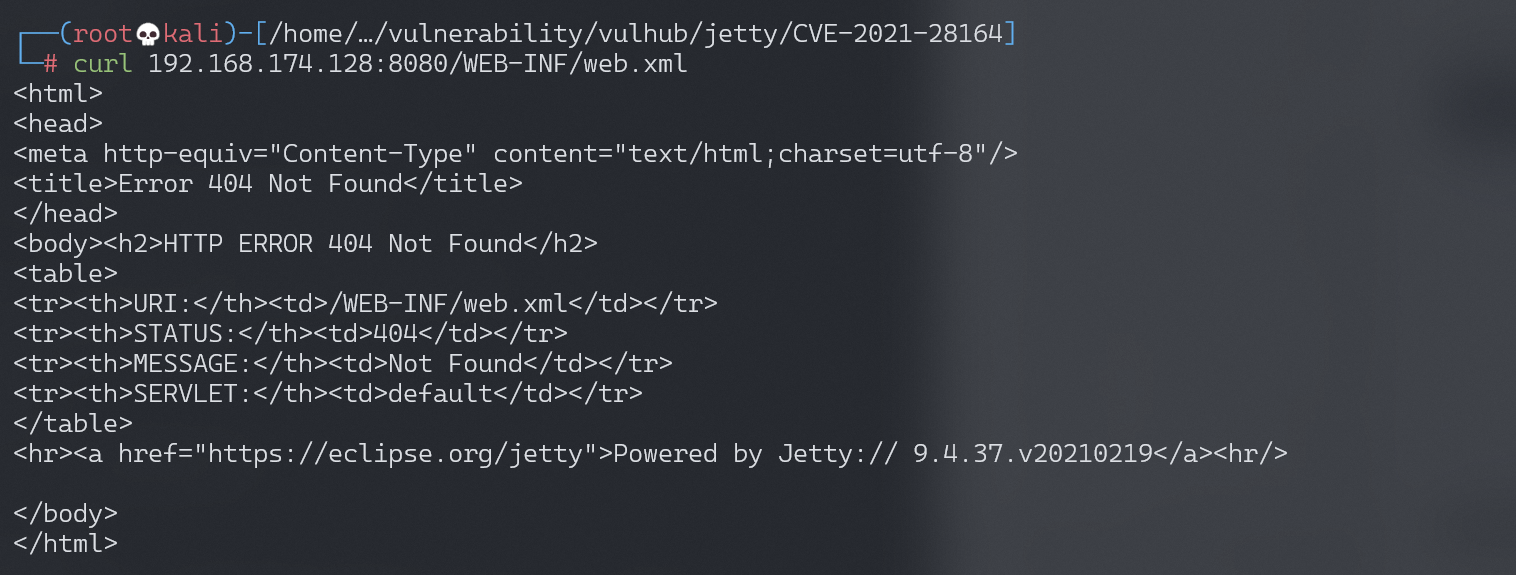 ┌──(root💀kali)-[/home/…/vulnerability/vulhub/jetty/CVE-2021-28164]
└─# curl 192.168.174.128:8080/WEB-INF/web.xml
<html>
<head>
<meta http-equiv="Content-Type" content="text/html;charset=utf-8"/>
<title>Error 404 Not Found</title>
</head>
<body><h2>HTTP ERROR 404 Not Found</h2>
<table>
<tr><th>URI:</th><td>/WEB-INF/web.xml</td></tr>
<tr><th>STATUS:</th><td>404</td></tr>
<tr><th>MESSAGE:</th><td>Not Found</td></tr>
<tr><th>SERVLET:</th><td>default</td></tr>
</table>
<hr><a href="https://eclipse.org/jetty">Powered by Jetty:// 9.4.37.v20210219</a><hr/>

</body>
</html>